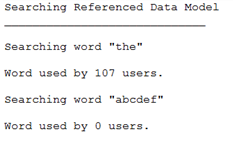 Searching Referenced Data Model
Searching word "the"
Word used by 107 users.
Searching word "abcdef"
Word used by 0 users.